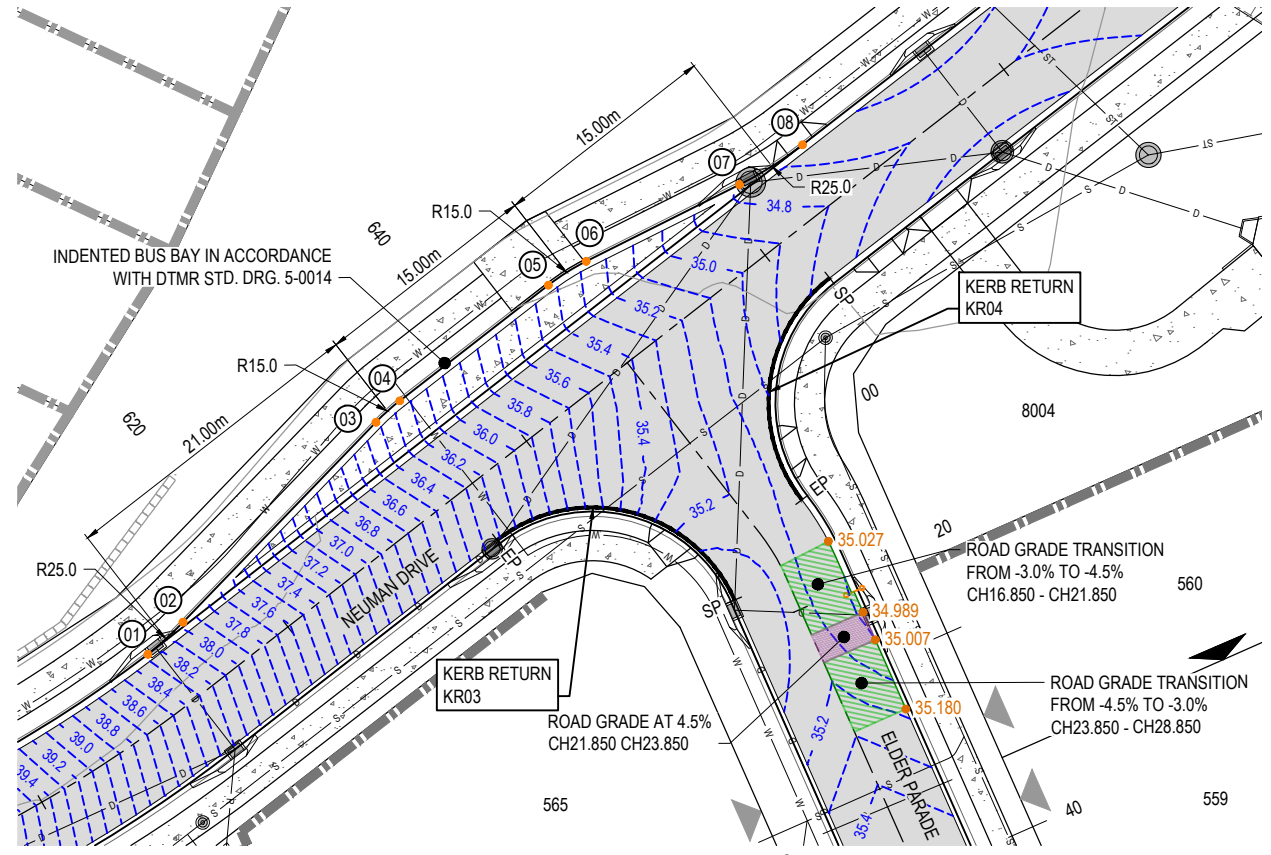 15.00m
08
07
R25.0
34.8
R15.0
06
640
INDENTED BUS BAY IN ACCORDANCE
WITH DTMR STD. DRG. 5-0014
15.00m
05
35.0
KERB RETURN
KR04
SP
35.2
35.4
R15.0
04
03
35.6
35.8
00
8004
620
21.00m
36.0
35.4
36.2
36.4
36.6
36.8
37.0
37.2
37.4
37.6
37.8
38.0
38.2
38.4
38.6
38.8
39.0
39.2
39.4
35.2
EP
NEUMAN DRIVE
EP
R25.0
02
01
SP
35.027
20
ROAD GRADE TRANSITION
FROM -3.0% TO -4.5%
CH16.850 - CH21.850
560
34.989
35.007
KERB RETURN
KR03
ROAD GRADE AT 4.5%
CH21.850 CH23.850
ROAD GRADE TRANSITION
FROM -4.5% TO -3.0%
CH23.850 - CH28.850
35.180
35.2
ELDER PARADE
35.4
565
40
559
ST
ST
ST
W
D
S